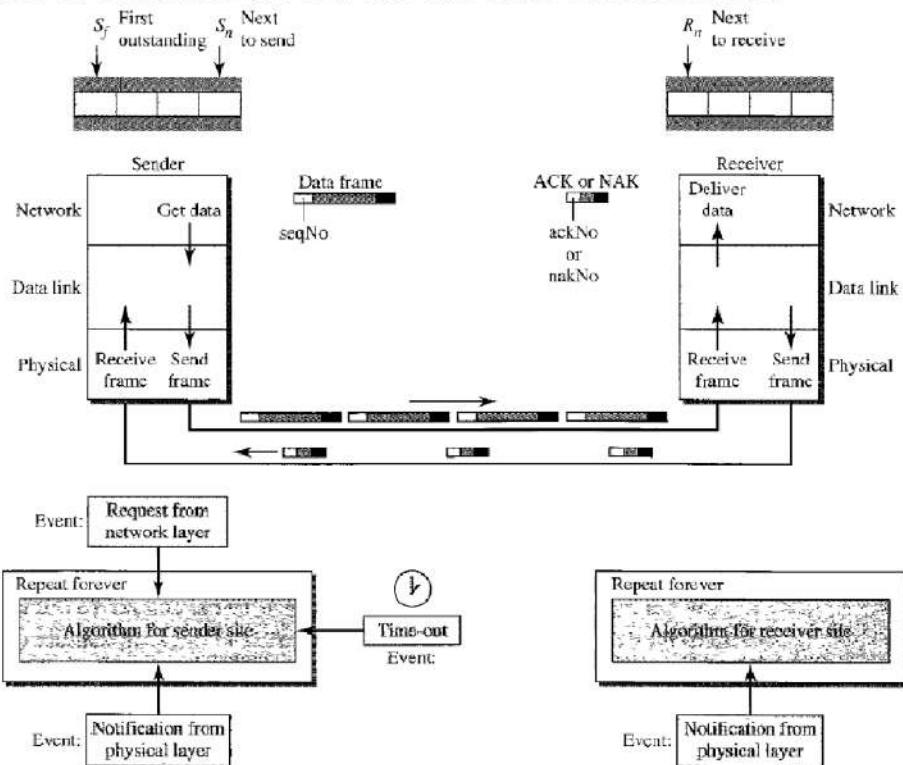 S_f First
outstanding
S_n Next
to send
R_n Next
to receive
Sender
Receiver
Data frame
ACK or NAK
seqNo
ackNo
or
nakNo
Network
Get data
Deliver
data
Network
Data link
Data link
Physical
Receive
frame
Send
frame
Receive
frame
Send
frame
Physical
Event:
Request from
network layer
Repeat forever
Algorithm for sender site
Time-out
Event:
Event:
Notification from
physical layer
Repeat forever
Algorithm for receiver site
Event:
Notification from
physical layer